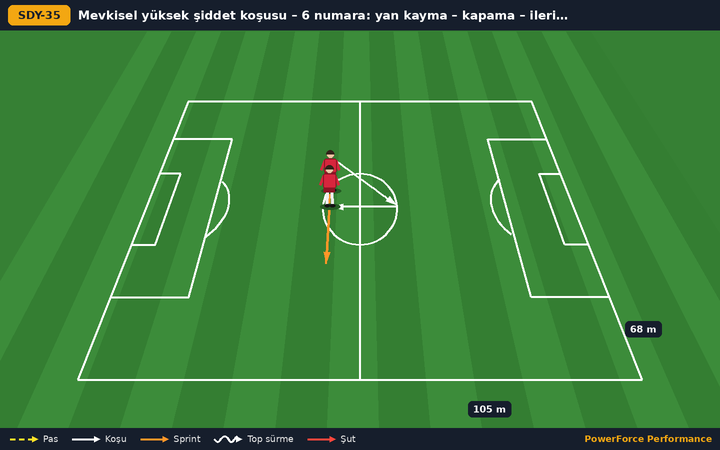 SDY-35 Mevkisel yüksek şiddet koşusu – 6 numara: yan kayma – kapama – ileri…
68 m
105 m
Pas Koşu Sprint Top sürme Şut PowerForce Performance